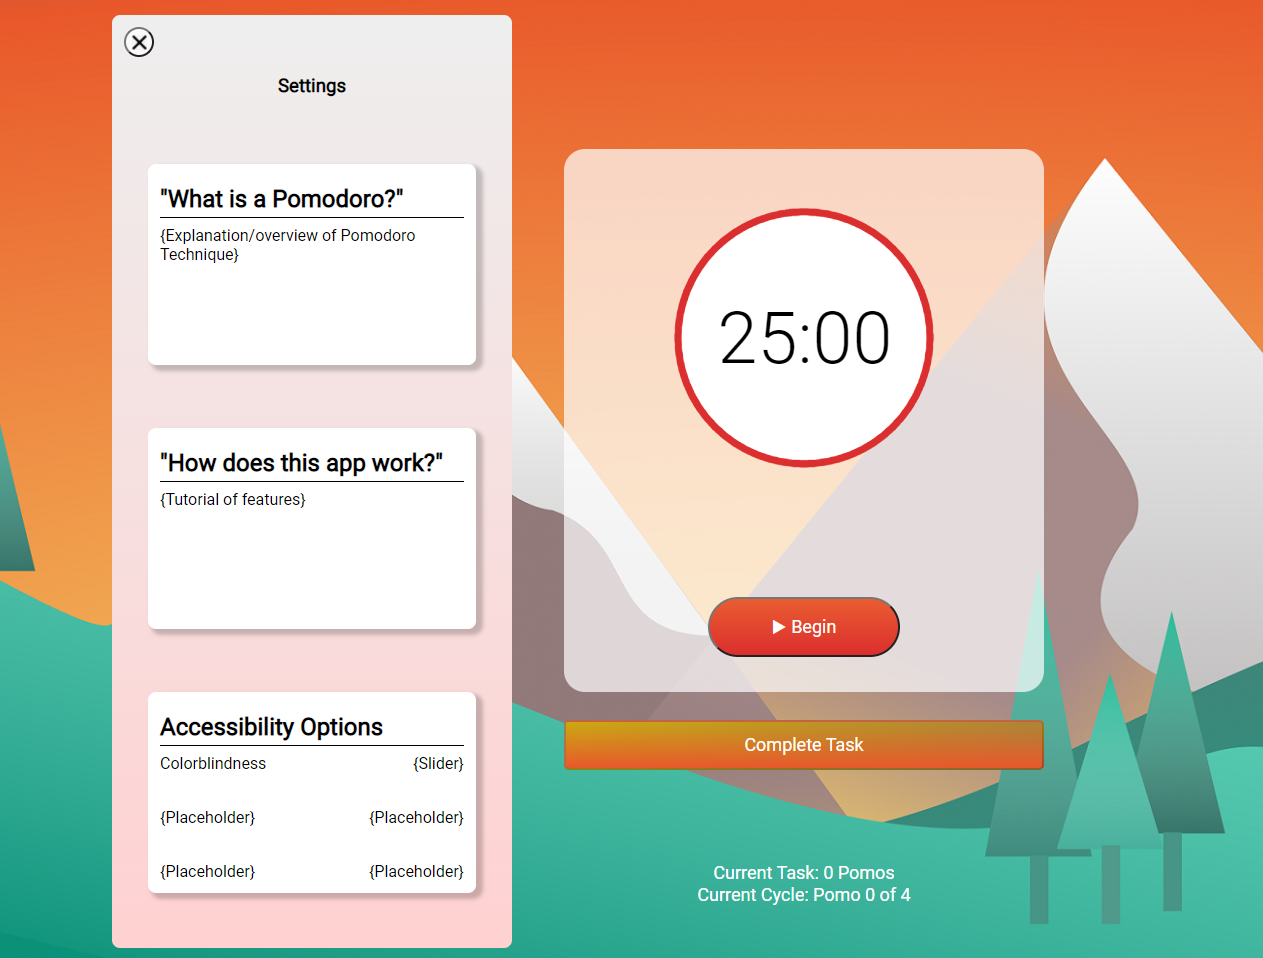 Settings
"What is a Pomodoro?"
{Explanation/overview of Pomodoro
Technique}
"How does this app work?"
{Tutorial of features}
Accessibility Options
Colorblindness {Slider}
{Placeholder} {Placeholder}
{Placeholder} {Placeholder}
25:00
Begin
Complete Task
Current Task: 0 Pomos
Current Cycle: Pomo 0 of 4